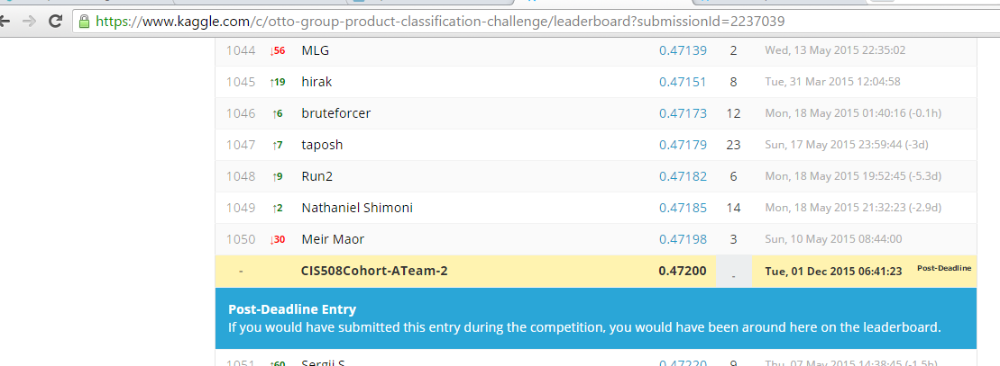 https://www.kaggle.com/c/otto-group-product-classification-challenge/leaderboard?submissionId=2237039
1044 ↓56 MLG 0.47139 2 Wed, 13 May 2015 22:35:02
1045 ↑19 hirak 0.47151 8 Tue, 31 Mar 2015 12:04:58
1046 ↑6 bruteforcer 0.47173 12 Mon, 18 May 2015 01:40:16 (-0.1h)
1047 ↑7 taposh 0.47179 23 Sun, 17 May 2015 23:59:44 (-3d)
1048 ↑9 Run2 0.47182 6 Mon, 18 May 2015 19:52:45 (-5.3d)
1049 ↑2 Nathaniel Shimoni 0.47185 14 Mon, 18 May 2015 21:32:23 (-2.9d)
1050 ↓30 Meir Maor 0.47198 3 Sun, 10 May 2015 08:44:00
- CIS508Cohort-ATeam-2 0.47200 - Tue, 01 Dec 2015 06:41:23 Post-Deadline
Post-Deadline Entry
If you would have submitted this entry during the competition, you would have been around here on the leaderboard.
1051 ↑60 Sergii S 0.47220 9 Thu, 07 May 2015 14:38:45 (-1.5h)